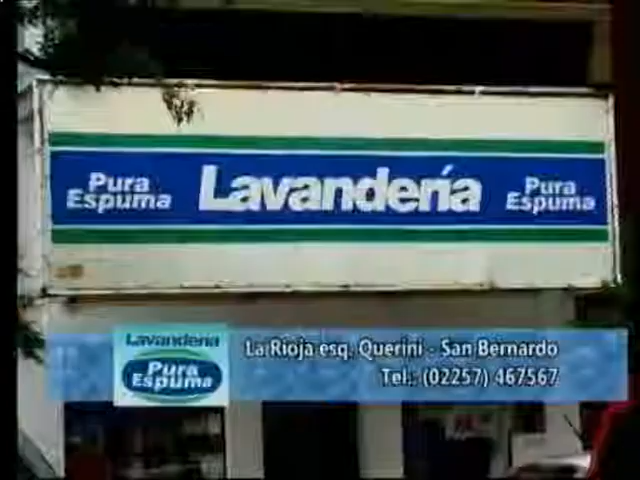 Pura
Espuma
Lavandería
Pura
Espuma
Lavandería
Pura
Espuma
La Rioja esq. Querini - San Bernardo
Tel.: (02257) 467567